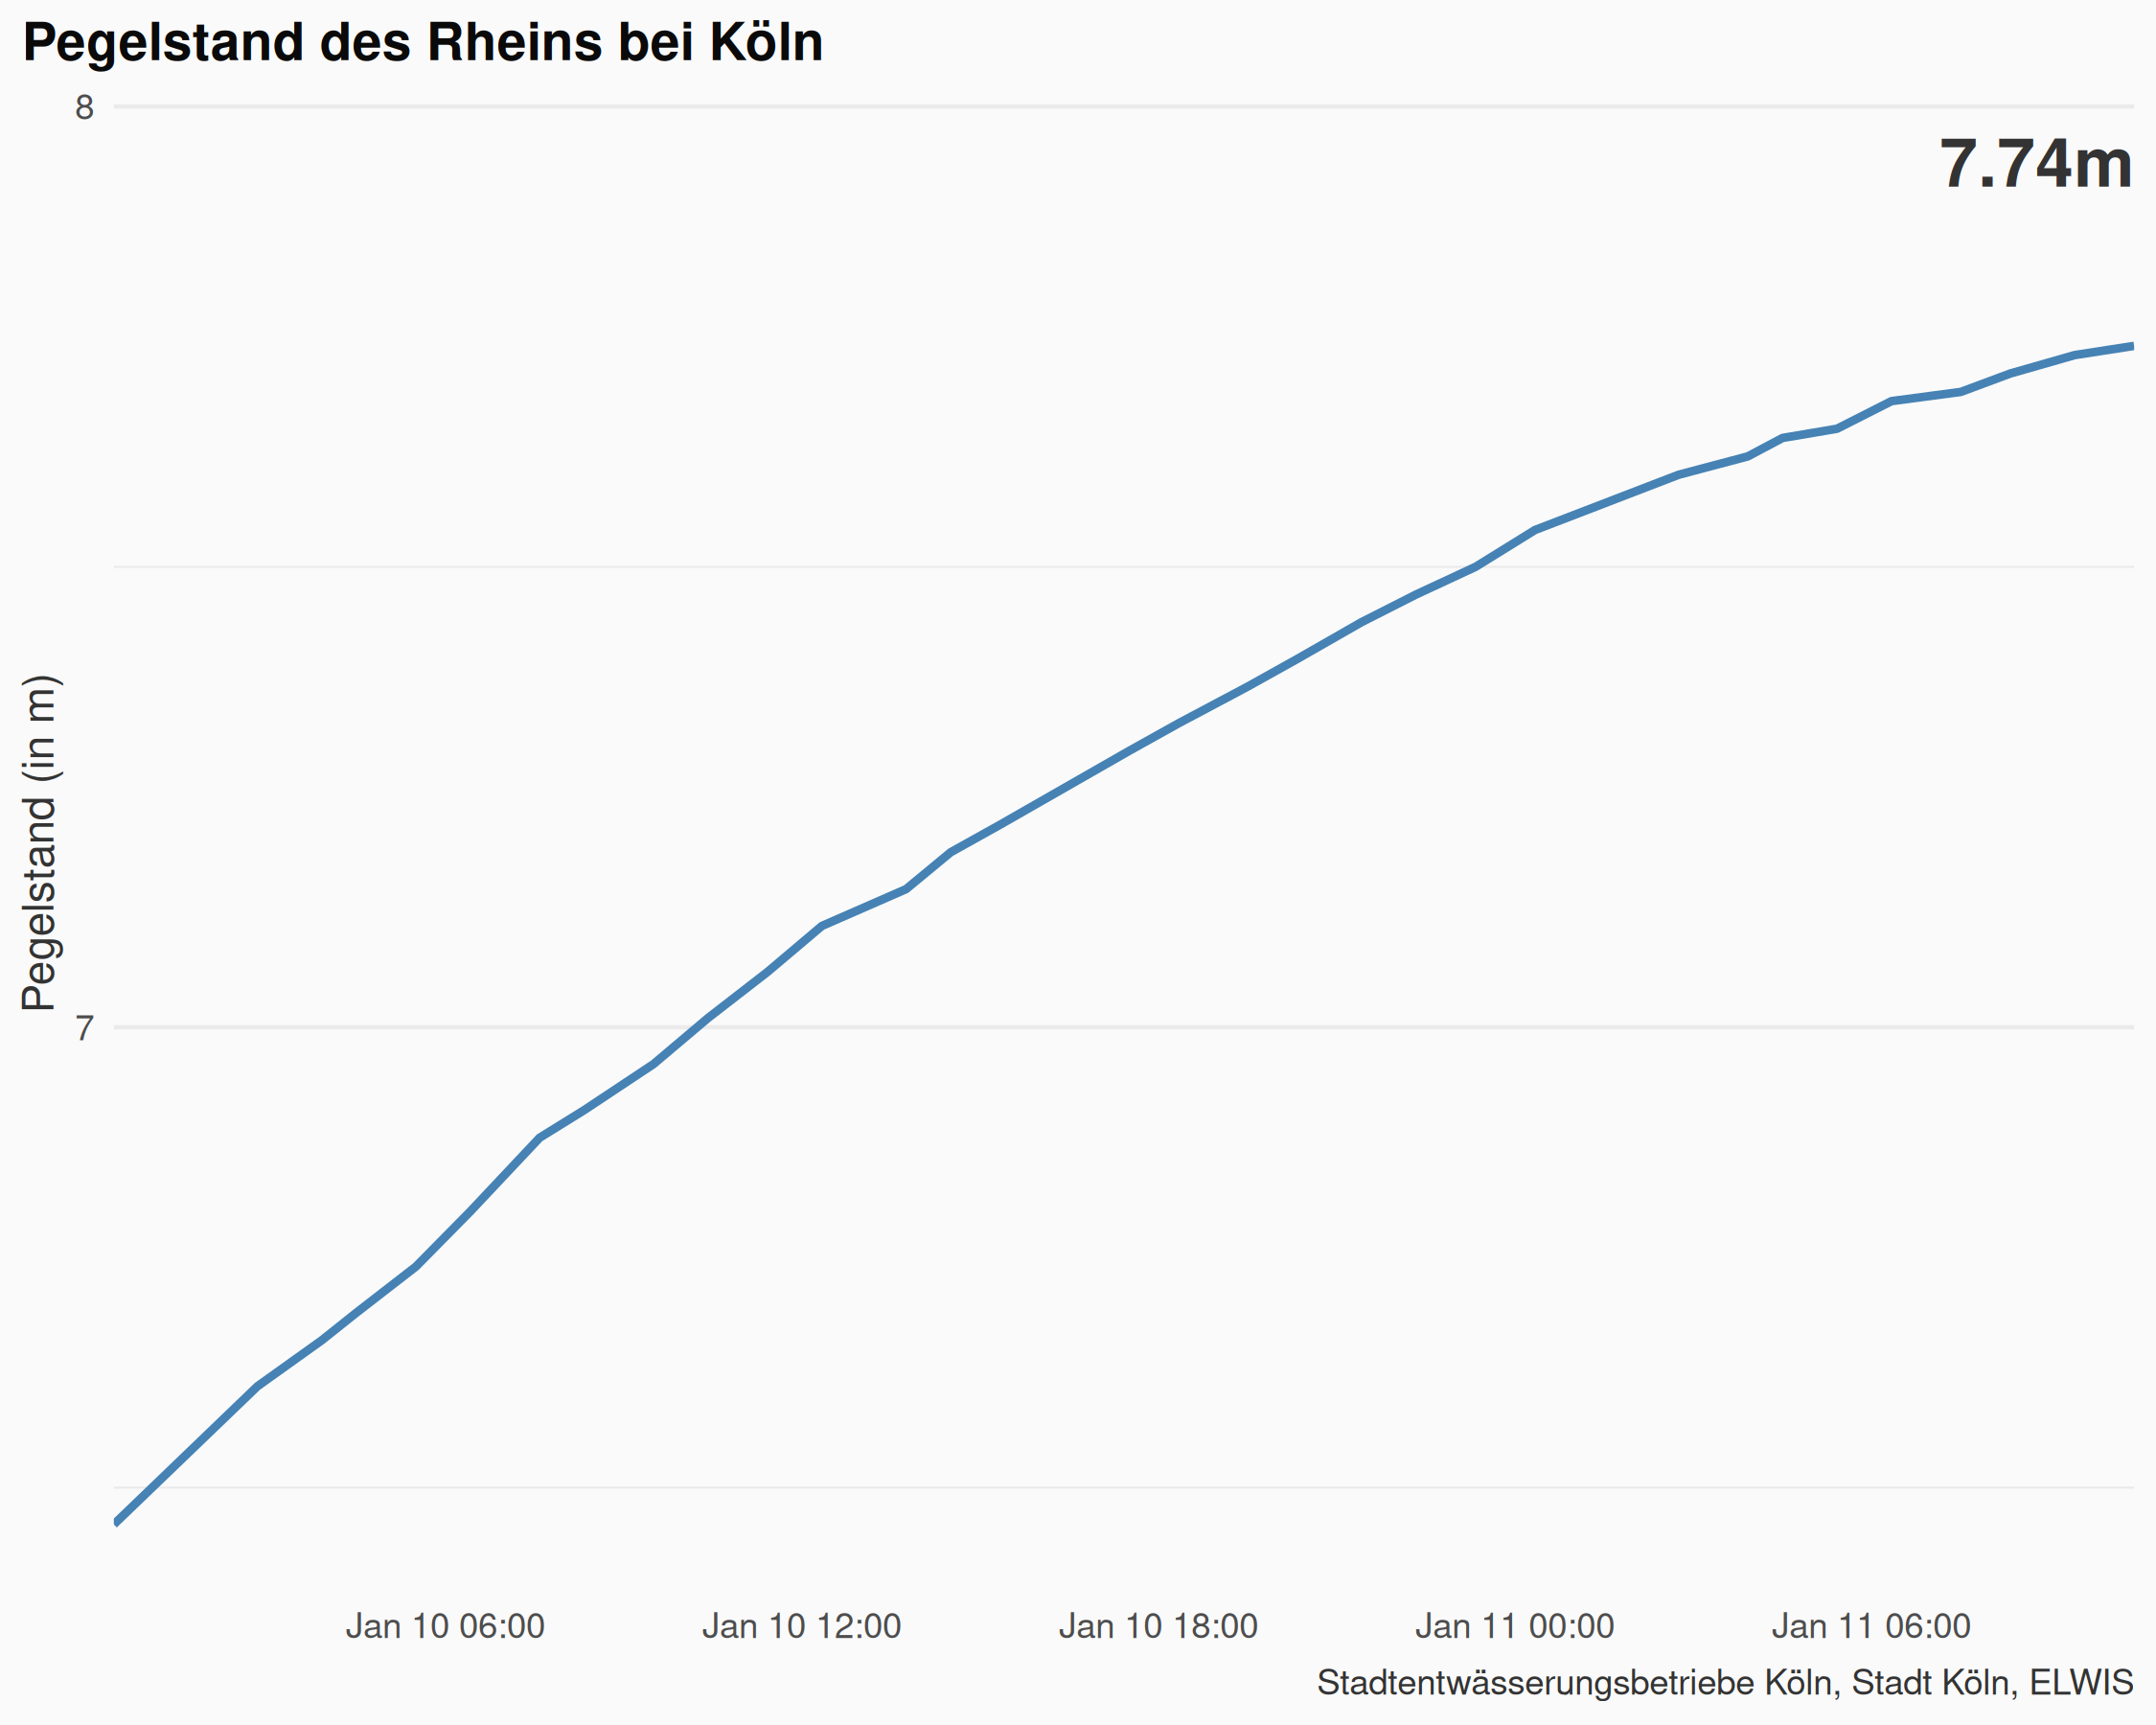 Pegelstand des Rheins bei Köln
8
7.74m
Pegelstand (in m)
7
Jan 10 06:00 Jan 10 12:00 Jan 10 18:00 Jan 11 00:00 Jan 11 06:00
Stadtentwässerungsbetriebe Köln, Stadt Köln, ELWIS